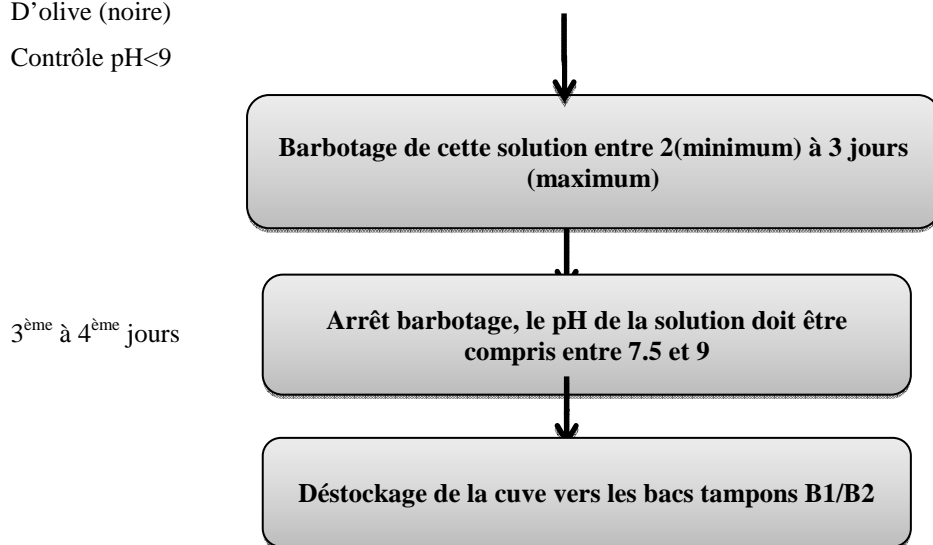 D’olive (noire)
Contrôle pH<9
Barbotage de cette solution entre 2(minimum) à 3 jours
(maximum)
3ème à 4ème jours
Arrêt barbotage, le pH de la solution doit être
compris entre 7.5 et 9
Déstockage de la cuve vers les bacs tampons B1/B2